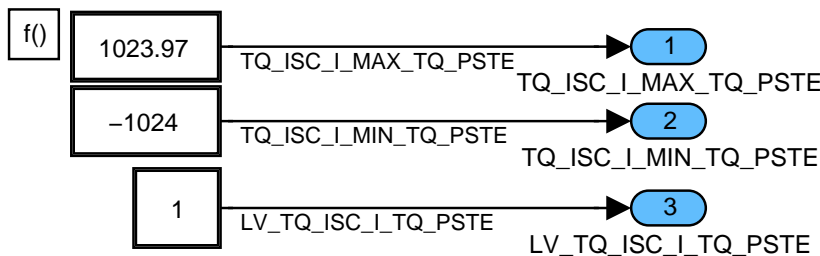 f()
1023.97
TQ_ISC_I_MAX_TQ_PSTE
1
TQ_ISC_I_MAX_TQ_PSTE
−1024
TQ_ISC_I_MIN_TQ_PSTE
2
TQ_ISC_I_MIN_TQ_PSTE
1
LV_TQ_ISC_I_TQ_PSTE
3
LV_TQ_ISC_I_TQ_PSTE